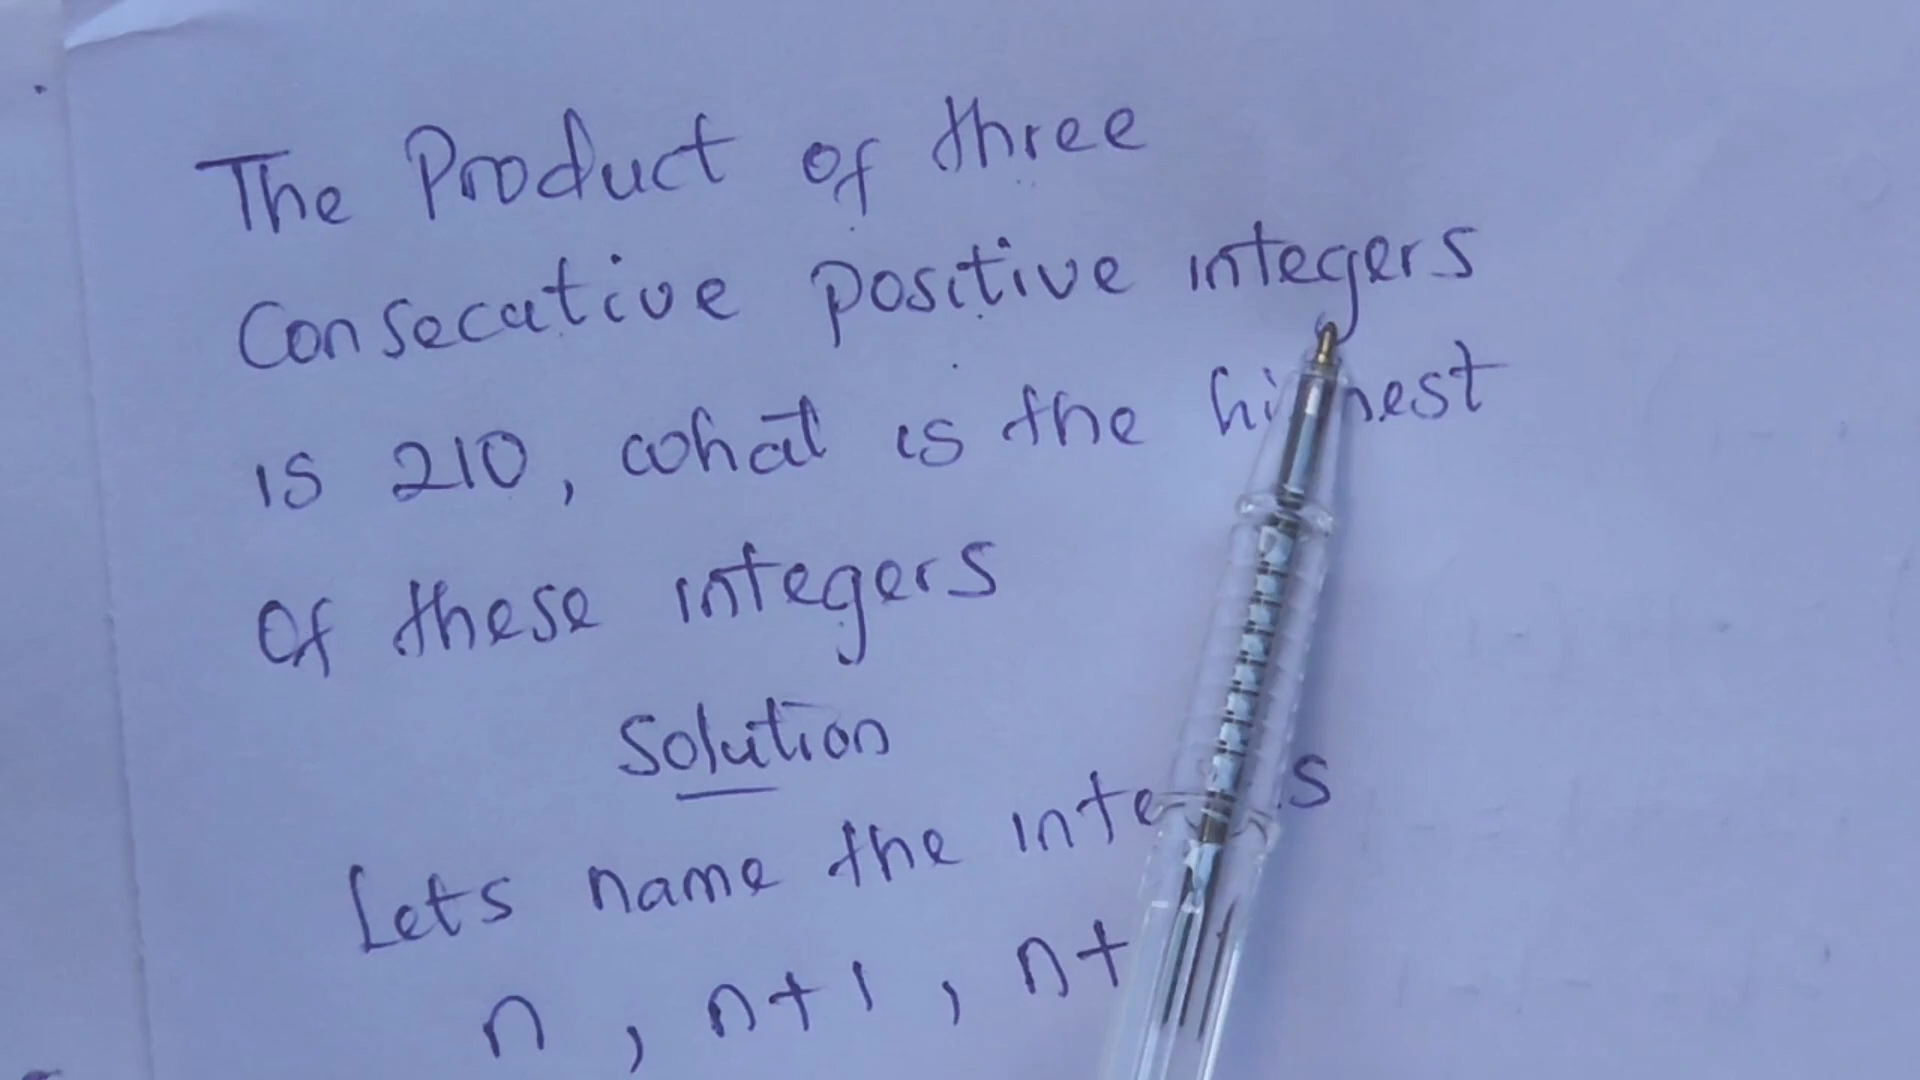 The Product of three
Consecutive positive integers
is 210, what is the
of these integers
Solution
Lets name the
n, n+1, n+